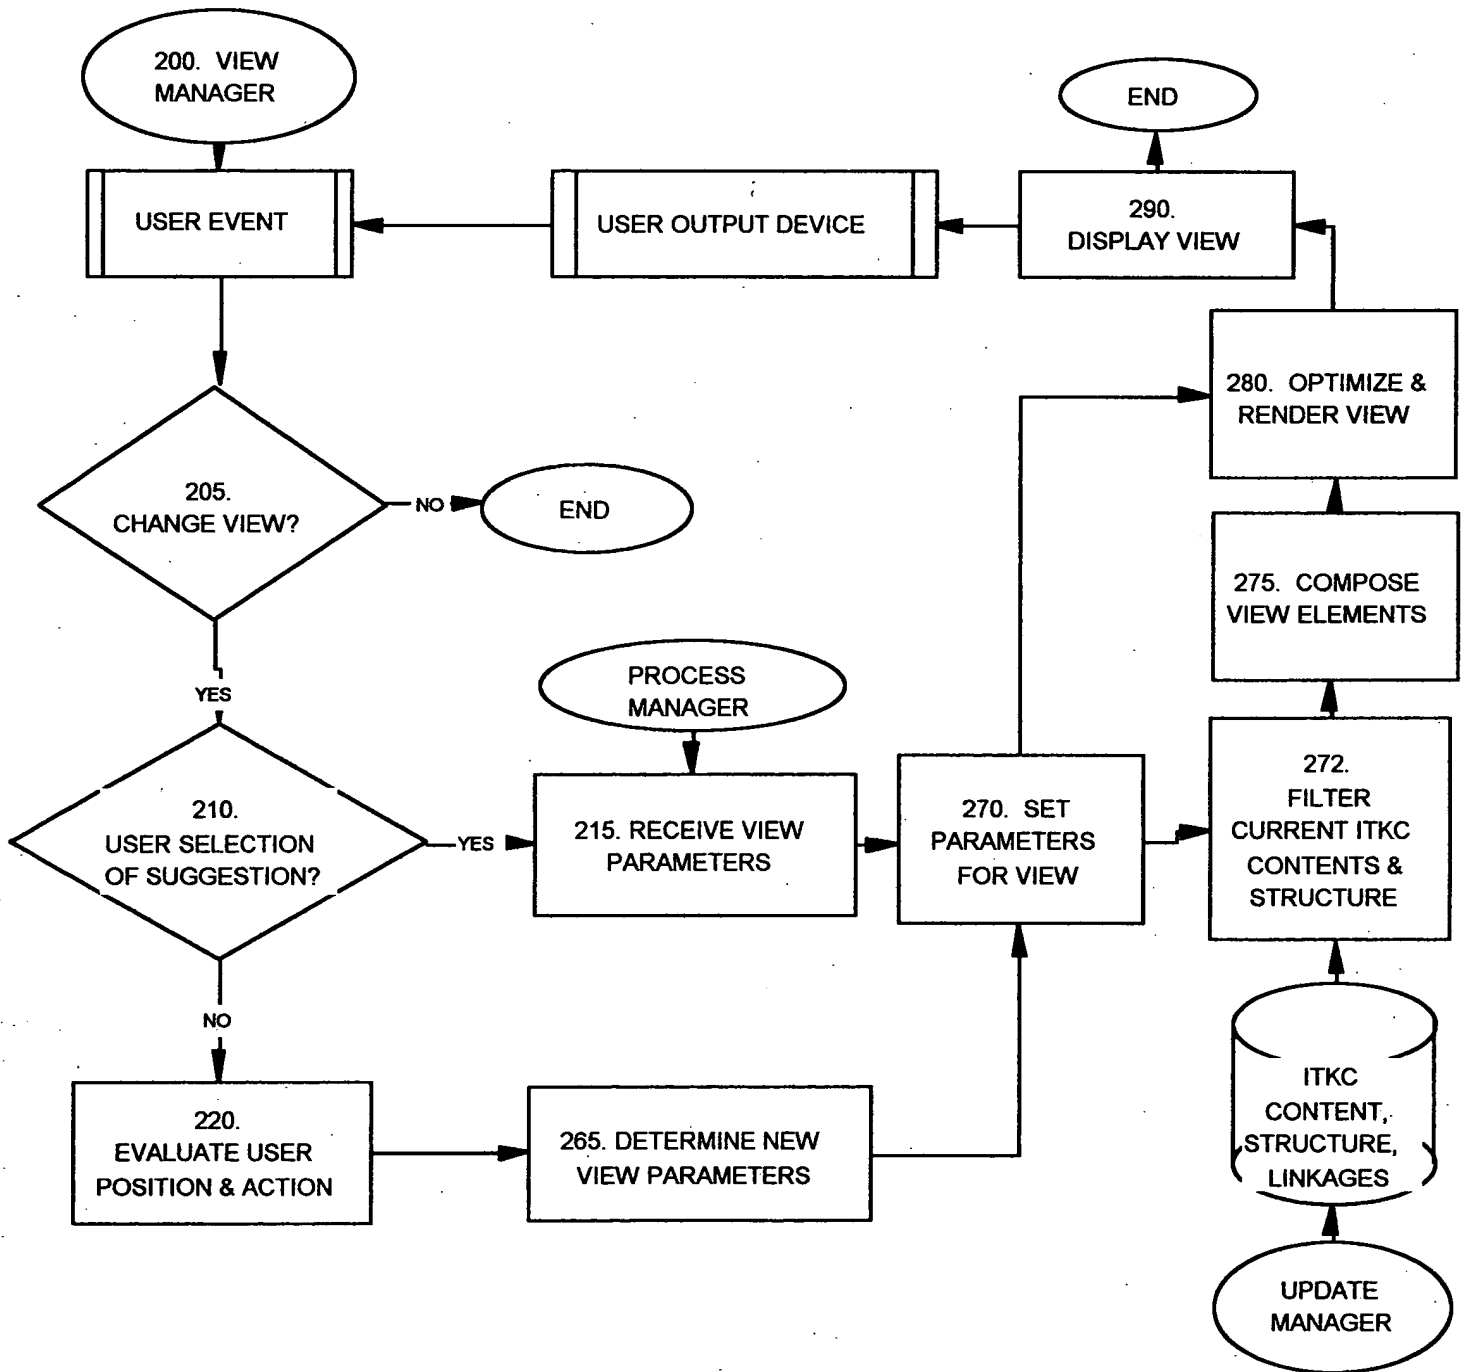 200. VIEW
MANAGER
END
USER EVENT
USER OUTPUT DEVICE
290.
DISPLAY VIEW
280. OPTIMIZE &
RENDER VIEW
205.
CHANGE VIEW?
NO
END
275. COMPOSE
VIEW ELEMENTS
YES
PROCESS
MANAGER
210.
USER SELECTION
OF SUGGESTION?
YES
215. RECEIVE VIEW
PARAMETERS
270. SET
PARAMETERS
FOR VIEW
272.
FILTER
CURRENT ITKC
CONTENTS &
STRUCTURE
NO
220.
EVALUATE USER
POSITION & ACTION
265. DETERMINE NEW
VIEW PARAMETERS
ITKC
CONTENT,
STRUCTURE,
LINKAGES
UPDATE
MANAGER